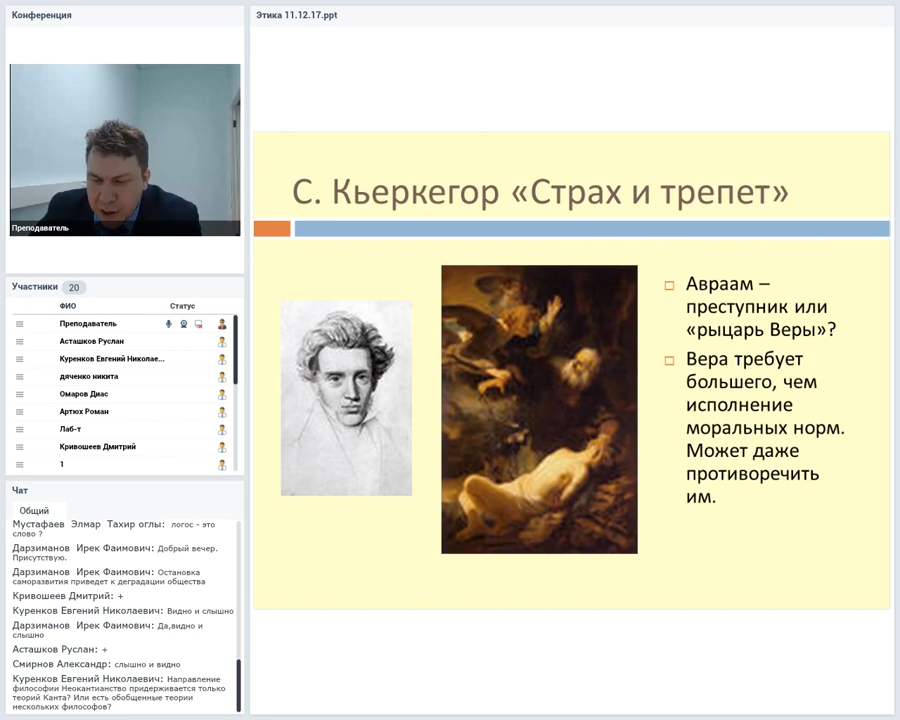 Конференция
Преподаватель
Участники 20
ФИО Статус
Преподаватель
Асташков Руслан
Куренков Евгений Николае...
дяченко никита
Омаров Диас
Артюх Роман
Лаб-т
Кривошеев Дмитрий
1
Чат
Общий
Мустафаев Элмар Тахир оглы: логос - это
слово ?
Дарзиманов Ирек Фаимович: Добрый вечер.
Присутствую.
Дарзиманов Ирек Фаимович: Остановка
саморазвития приведет к деградации общества
Кривошеев Дмитрий: +
Куренков Евгений Николаевич: Видно и слышно
Дарзиманов Ирек Фаимович: Да,видно и
слышно
Асташков Руслан: +
Смирнов Александр: слышно и видно
Куренков Евгений Николаевич: Направление
философии Неокантианство придерживается только
теорий Канта? Или есть обобщенные теории
нескольких философов?
Этика 11.12.17.ppt
С. Кьеркегор «Страх и трепет»
Авраам –
преступник или
«рыцарь Веры»?
Вера требует
большего, чем
исполнение
моральных норм.
Может даже
противоречить
им.